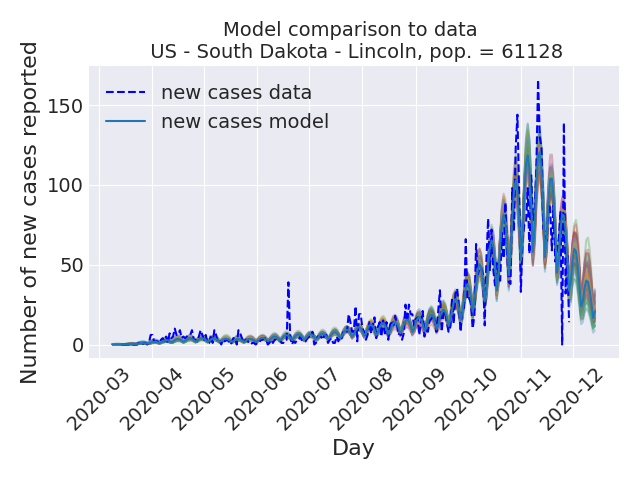 Model comparison to data
US - South Dakota - Lincoln, pop. = 61128
Number of new cases reported
150
100
50
0
new cases data
new cases model
2020-03
2020-04
2020-05
2020-06
2020-07
2020-08
2020-09
2020-10
2020-11
2020-12
Day